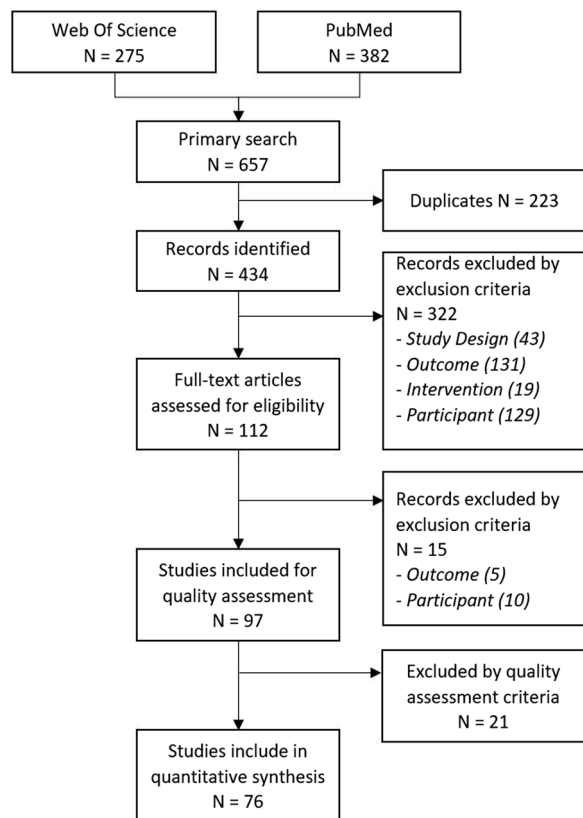 Web Of Science
N = 275
PubMed
N = 382
Primary search
N = 657
Duplicates N = 223
Records identified
N = 434
Records excluded by
exclusion criteria
N = 322
- Study Design (43)
- Outcome (131)
- Intervention (19)
- Participant (129)
Full-text articles
assessed for eligibility
N = 112
Records excluded by
exclusion criteria
N = 15
- Outcome (5)
- Participant (10)
Studies included for
quality assessment
N = 97
Excluded by quality
assessment criteria
N = 21
Studies include in
quantitative synthesis
N = 76